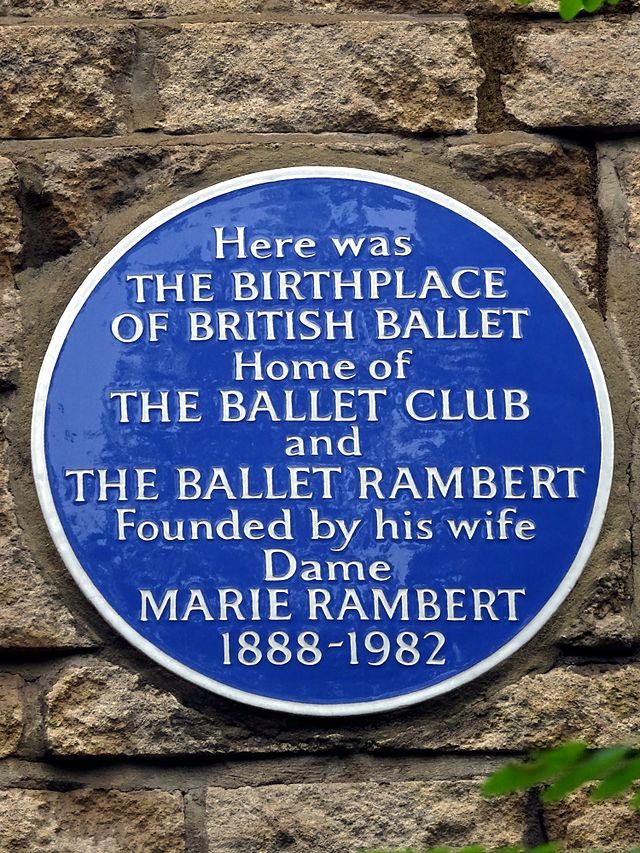 Here was
THE BIRTHPLACE
OF BRITISH BALLET
Home of
THE BALLET CLUB
and
THE BALLET RAMBERT
Founded by his wife
Dame
MARIE RAMBERT
1888-1982